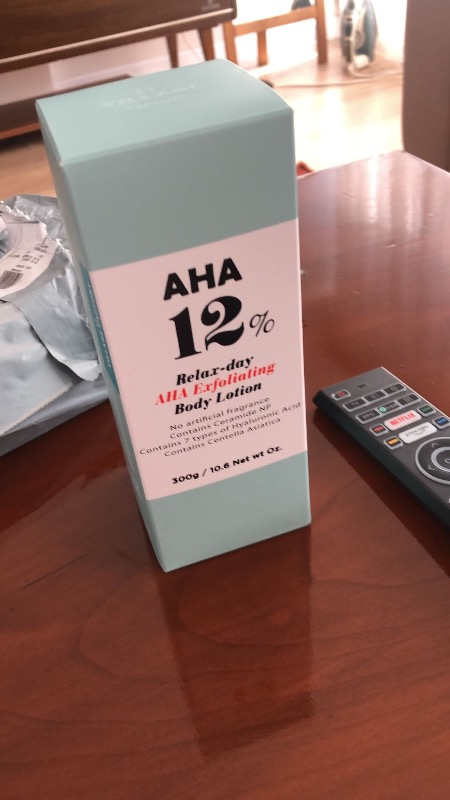 AHA
12%
Relax-day
AHA Exfoliating
Body Lotion
No artificial fragrance
Contains Ceramide NP
Contains 7 types of Hyaluronic Acid
Contains Centella Asiatica
300g / 10.6 Net wt Oz.
NETFLIX